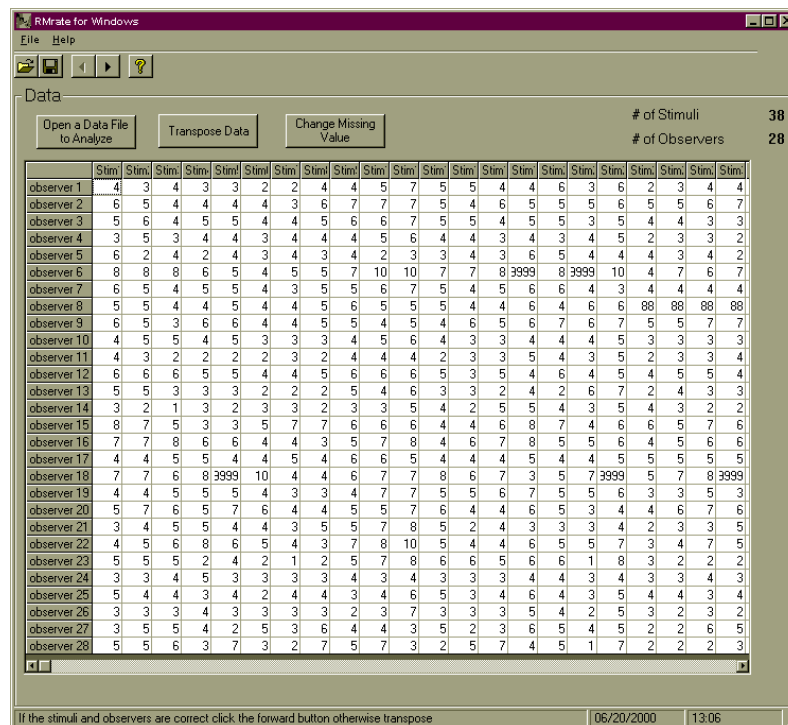 RMrate for Windows
File Help
Data
Open a Data File to Analyze
Transpose Data
Change Missing Value
# of Stimuli 38
# of Observers 28
Stim Stim Stim Stim Stim Stim Stim Stim Stim Stim Stim Stim Stim Stim Stim Stim Stim Stim Stim Stim Stim Stim
observer 1 4 3 4 3 3 2 2 4 4 5 7 5 5 4 4 6 3 6 2 3 4 4
observer 2 6 5 4 4 4 4 3 6 7 7 7 5 4 6 5 5 5 6 5 5 6 7
observer 3 5 6 4 5 5 4 4 5 6 6 7 5 5 4 5 5 3 5 4 4 3 3
observer 4 3 5 3 4 4 3 4 4 4 5 6 4 4 3 4 3 4 5 2 3 3 2
observer 5 6 2 4 2 4 3 4 3 4 2 3 3 4 3 6 5 4 4 4 3 4 2
observer 6 8 8 8 6 5 4 5 5 7 10 10 7 7 8 9999 8 9999 10 4 7 6 7
observer 7 6 5 4 5 5 4 3 5 5 6 7 5 4 5 6 6 4 3 4 4 4 4
observer 8 5 5 4 4 5 4 4 5 6 5 5 5 4 4 6 4 6 6 88 88 88 88
observer 9 6 5 3 6 6 4 4 5 5 4 5 4 6 5 6 7 6 7 5 5 7 7
observer 10 4 5 5 4 5 3 3 3 4 5 6 4 3 3 4 4 4 5 3 3 3 3
observer 11 4 3 2 2 2 2 3 2 4 4 4 2 3 3 5 4 3 5 2 3 3 4
observer 12 6 6 6 5 5 4 4 5 6 6 6 5 3 5 4 6 4 5 4 5 5 4
observer 13 5 5 3 3 3 2 2 2 5 4 6 3 3 2 4 2 6 7 2 4 3 3
observer 14 3 2 1 3 2 3 3 2 3 3 5 4 2 5 5 4 3 5 4 3 2 2
observer 15 8 7 5 3 3 5 7 7 6 6 6 4 4 6 8 7 4 6 6 5 7 6
observer 16 7 7 8 6 6 4 4 3 5 7 8 4 6 7 8 5 5 6 4 5 6 6
observer 17 4 4 5 5 4 4 5 4 6 6 5 4 4 4 5 4 4 5 5 5 5 5
observer 18 7 7 6 8 9999 10 4 4 6 7 7 8 6 7 3 5 7 9999 5 7 8 9999
observer 19 4 4 5 5 5 4 3 3 4 7 7 5 5 6 7 5 5 6 3 3 5 3
observer 20 5 7 6 5 7 6 4 4 5 5 7 6 4 4 6 5 3 4 4 6 7 6
observer 21 3 4 5 5 4 4 3 5 5 7 8 5 2 4 3 3 3 4 2 3 3 5
observer 22 4 5 6 8 6 5 4 3 7 8 10 5 4 4 6 5 5 7 3 4 7 5
observer 23 5 5 5 2 4 2 1 2 5 7 8 6 6 5 6 6 1 8 3 2 2 2
observer 24 3 3 4 5 3 3 3 3 4 3 4 3 3 3 4 4 3 4 3 3 4 3
observer 25 5 4 4 3 4 2 4 4 3 4 6 5 3 4 6 4 3 5 4 4 3 4
observer 26 3 3 3 4 3 3 3 3 2 3 7 3 3 3 5 4 2 5 3 2 3 2
observer 27 3 5 5 4 2 5 3 6 4 4 3 5 2 3 6 5 4 5 2 2 6 5
observer 28 5 5 6 3 7 3 2 7 5 7 3 2 5 7 4 5 1 7 2 2 2 3
If the stimuli and observers are correct click the forward button otherwise transpose 06/20/2000 13:06